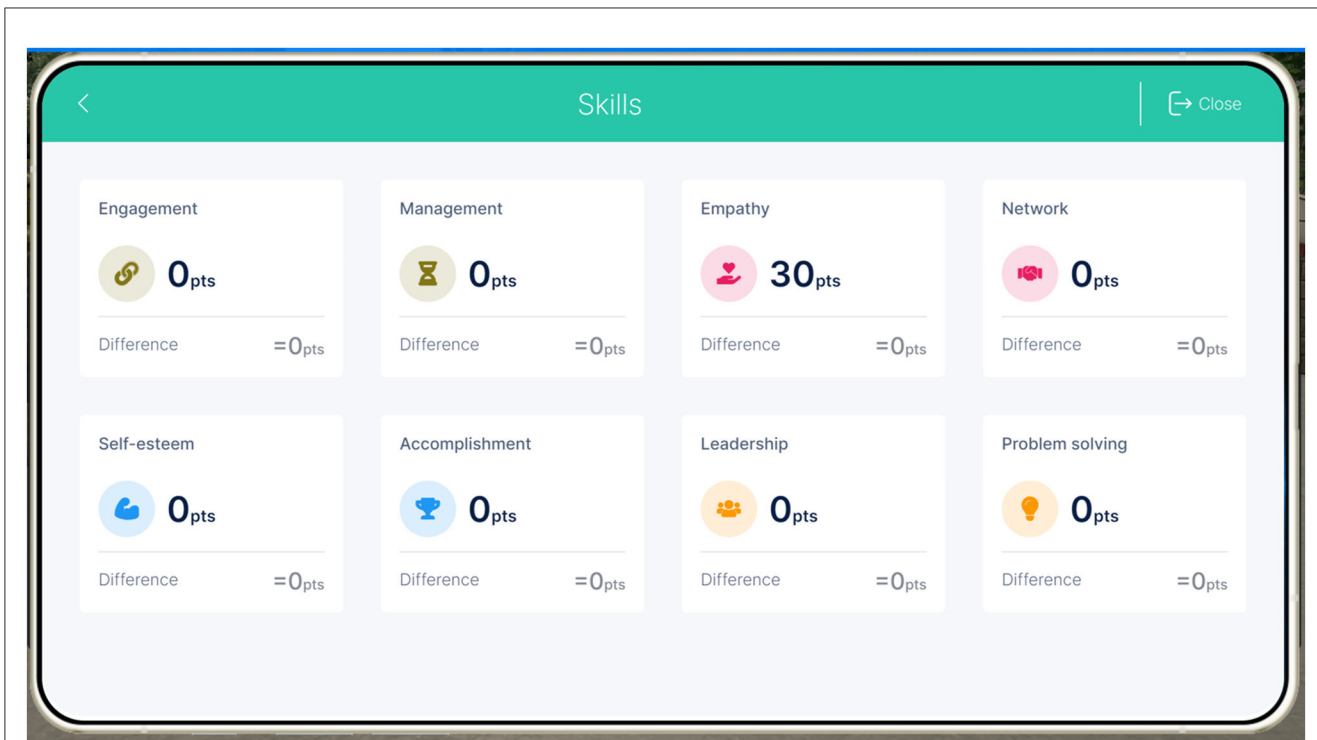 Skills
Close
Engagement
0pts
Difference =0pts
Management
0pts
Difference =0pts
Empathy
30pts
Difference =0pts
Network
0pts
Difference =0pts
Self-esteem
0pts
Difference =0pts
Accomplishment
0pts
Difference =0pts
Leadership
0pts
Difference =0pts
Problem solving
0pts
Difference =0pts